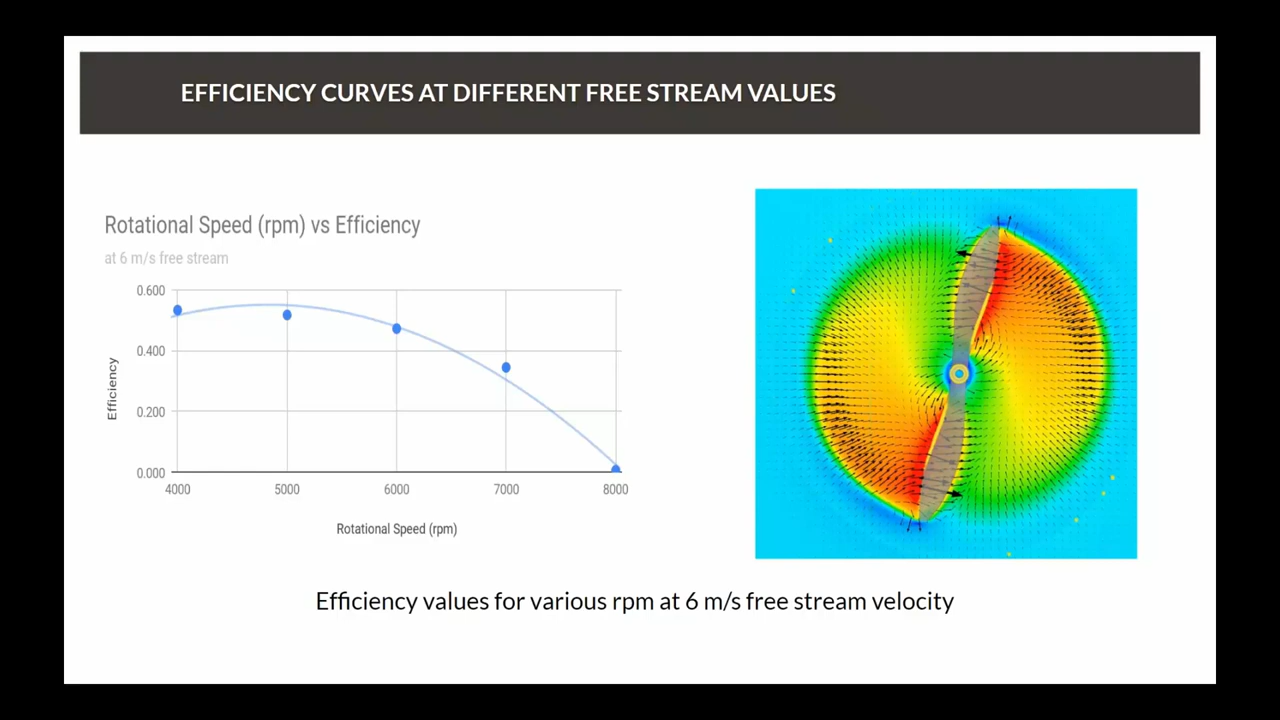 EFFICIENCY CURVES AT DIFFERENT FREE STREAM VALUES
Rotational Speed (rpm) vs Efficiency
at 6 m/s free stream
0.600
0.400
0.200
0.000
Efficiency
4000 5000 6000 7000 8000
Rotational Speed (rpm)
Efficiency values for various rpm at 6 m/s free stream velocity